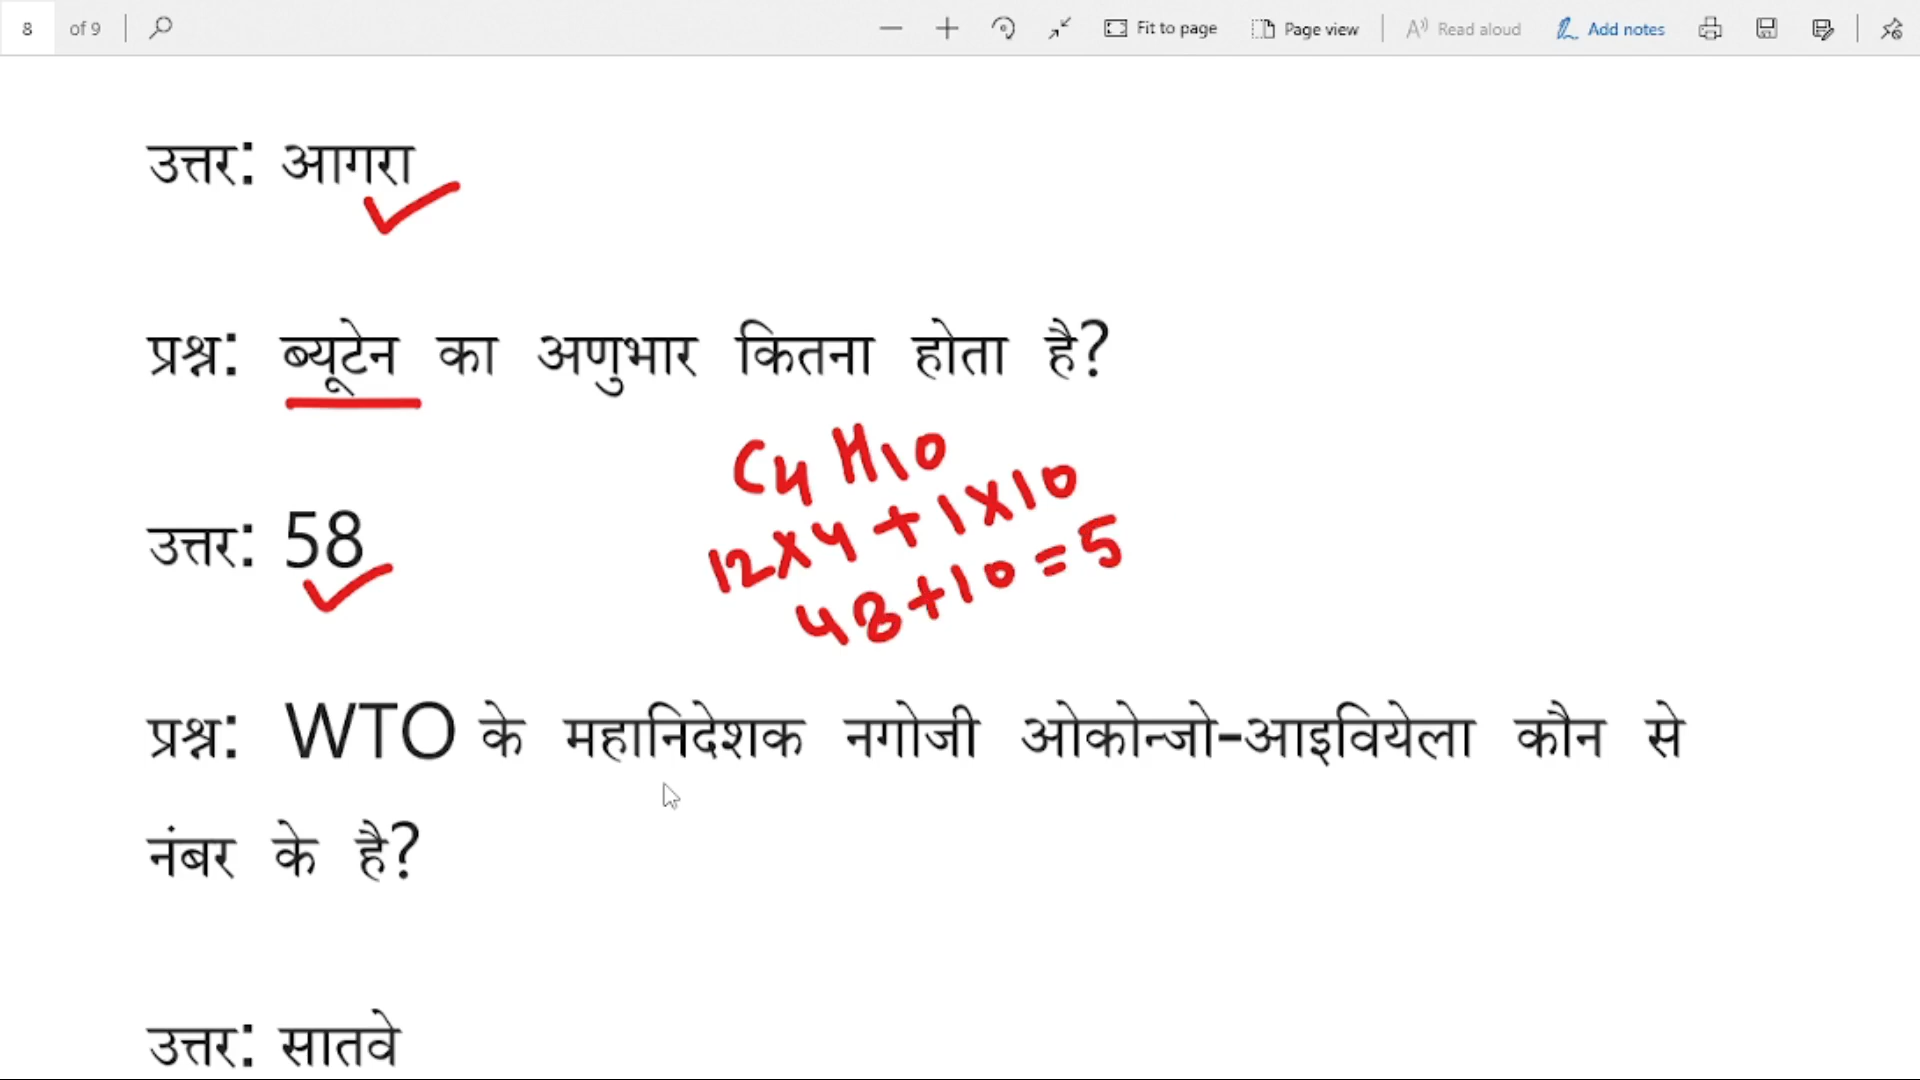 8 of 9 Fit to page Page view Read aloud Add notes
उत्तर: आगरा
प्रश्न: ब्यूटेन का अणुभार कितना होता है?
C4 H10
12x4 + 1x10
48+10=5
उत्तर: 58
प्रश्न: WTO के महानिदेशक नगोजी ओकोन्जो-आइवियेला कौन से
नंबर के है?
उत्तर: सातवे